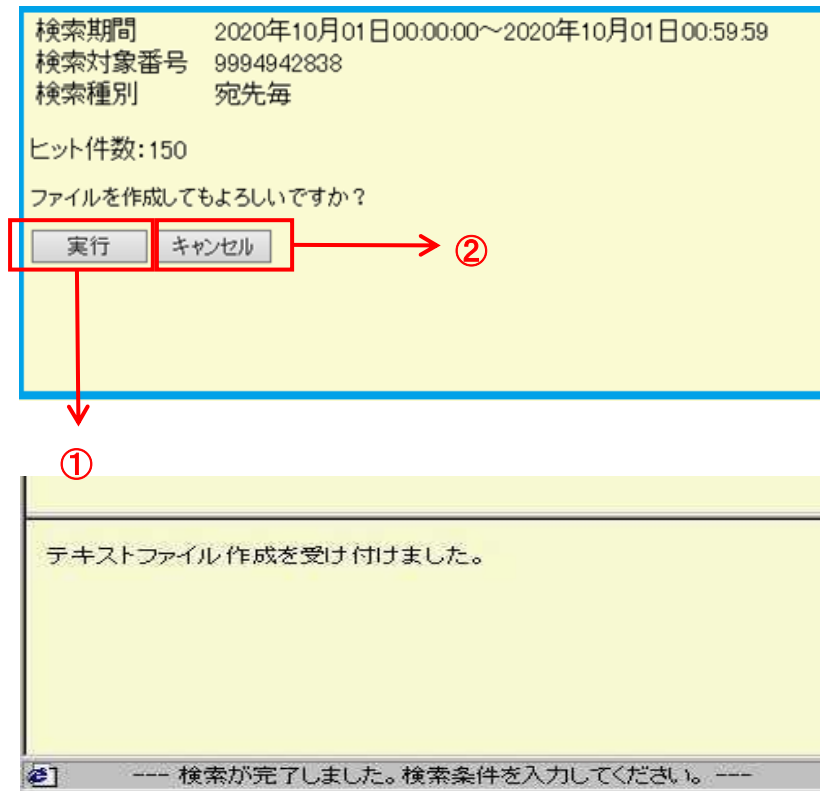 検索期間 2020年10月01日00:00:00～2020年10月01日00:59:59
検索対象番号 9994942838
検索種別 宛先毎
ヒット件数:150
ファイルを作成してもよろしいですか?
実行 キャンセル ②
①
テキストファイル作成を受け付けました。
--- 検索が完了しました。検索条件を入力してください。 ---